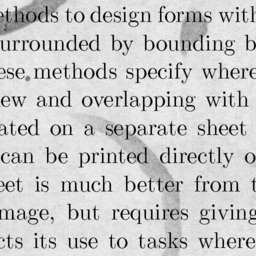 ethods to design forms with
urrounded by bounding b
ese methods specify where
ew and overlapping with
ated on a separate sheet
can be printed directly o
eet is much better from t
mage, but requires giving
cts its use to tasks where